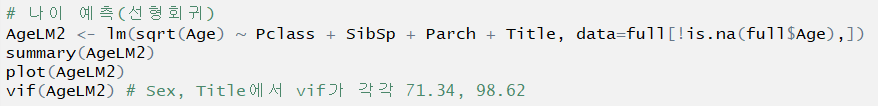 # 나이 예측(선형회귀)
AgeLM2 <- lm(sqrt(Age) ~ Pclass + SibSp + Parch + Title, data=full[!is.na(full$Age),])
summary(AgeLM2)
plot(AgeLM2)
vif(AgeLM2) # Sex, Title에서 vif가 각각 71.34, 98.62